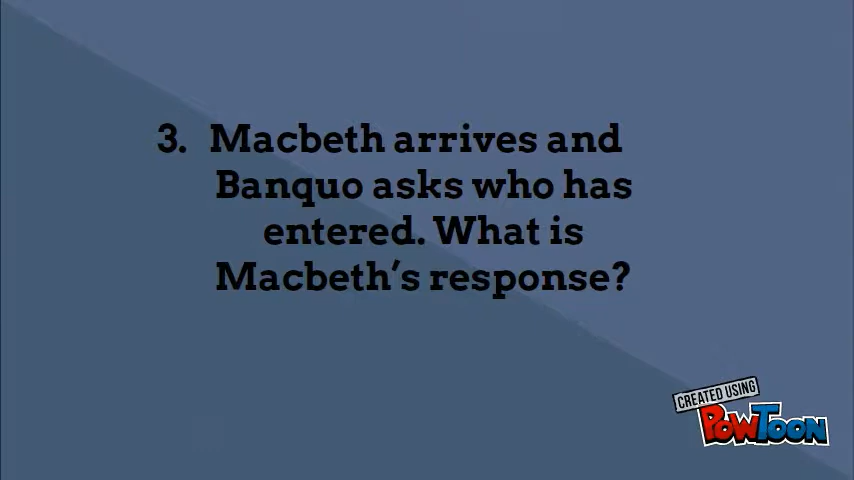 3. Macbeth arrives and
Banquo asks who has
entered. What is
Macbeth’s response?
CREATED USING
POWTOON